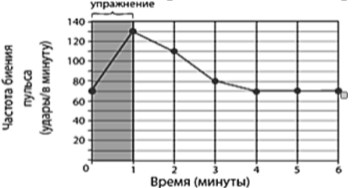 упражнение
Частота биения
пульса
(удары/в минуту)
140
120
100
80
60
40
20
0 1 2 3 4 5 6
Время (минуты)